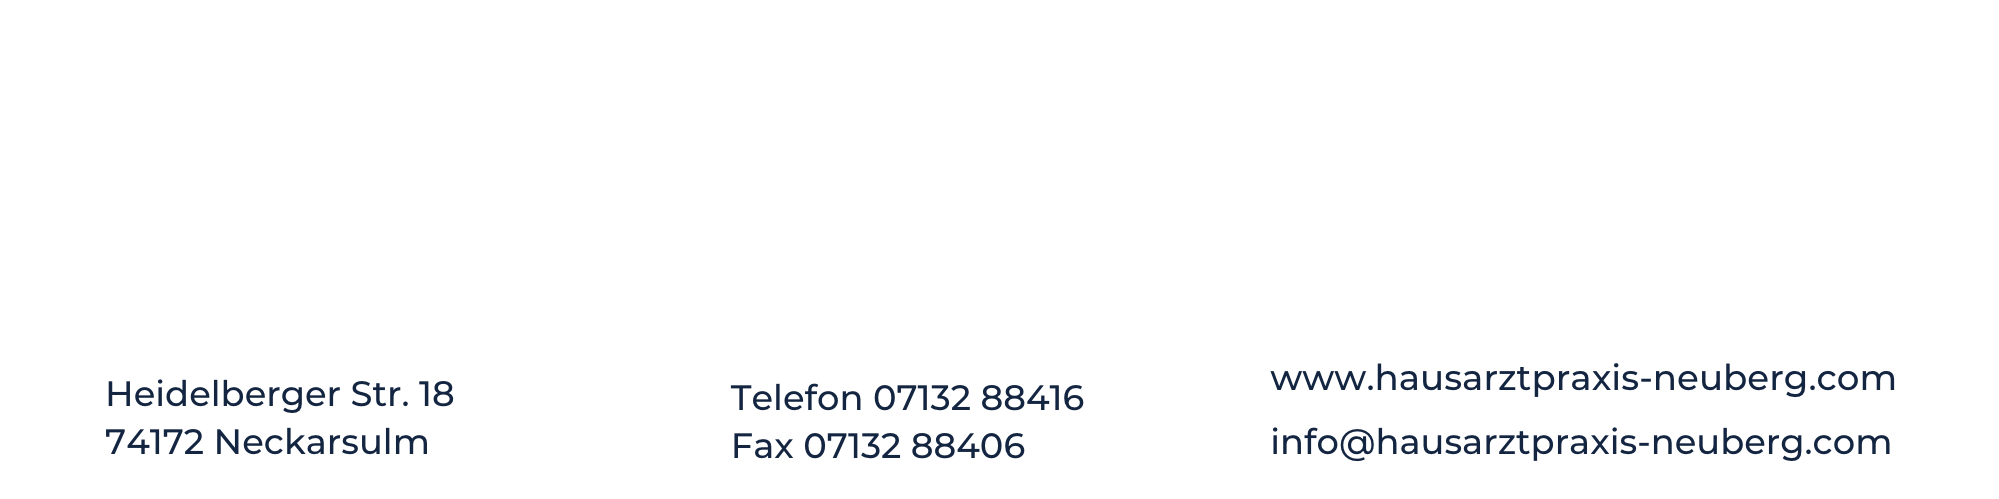 Heidelberger Str. 18
74172 Neckarsulm
Telefon 07132 88416
Fax 07132 88406
www.hausarztpraxis-neuberg.com
info@hausarztpraxis-neuberg.com